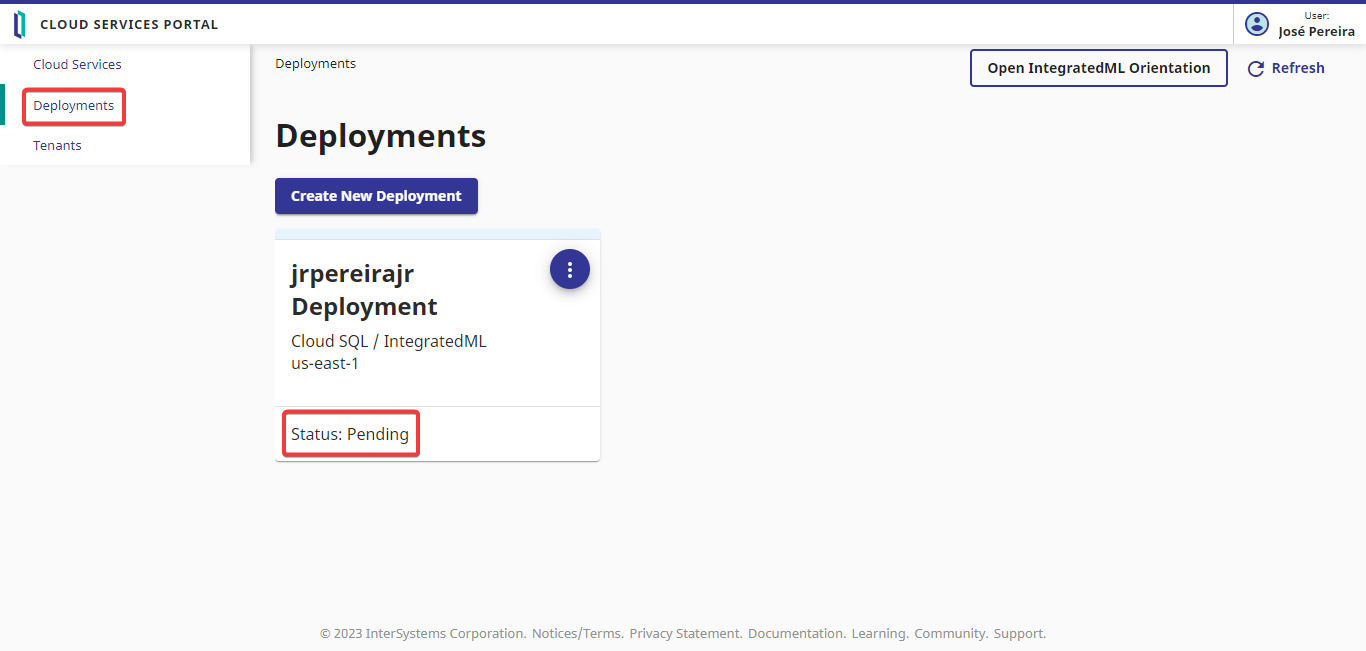 CLOUD SERVICES PORTAL
User:
José Pereira
Cloud Services
Deployments
Tenants
Deployments
Open IntegratedML Orientation
Refresh
Deployments
Create New Deployment
jrpereirajr
Deployment
Cloud SQL / IntegratedML
us-east-1
Status: Pending
© 2023 InterSystems Corporation. Notices/Terms. Privacy Statement. Documentation. Learning. Community. Support.